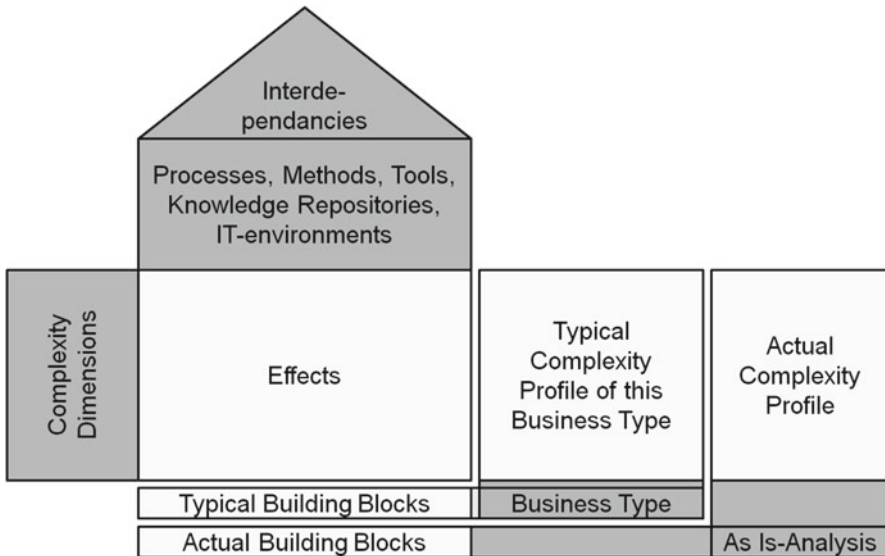 Interde-
pendancies
Processes, Methods, Tools,
Knowledge Repositories,
IT-environments
Complexity
Dimensions
Effects
Typical
Complexity
Profile of this
Business Type
Actual
Complexity
Profile
Typical Building Blocks
Business Type
Actual Building Blocks
As Is-Analysis